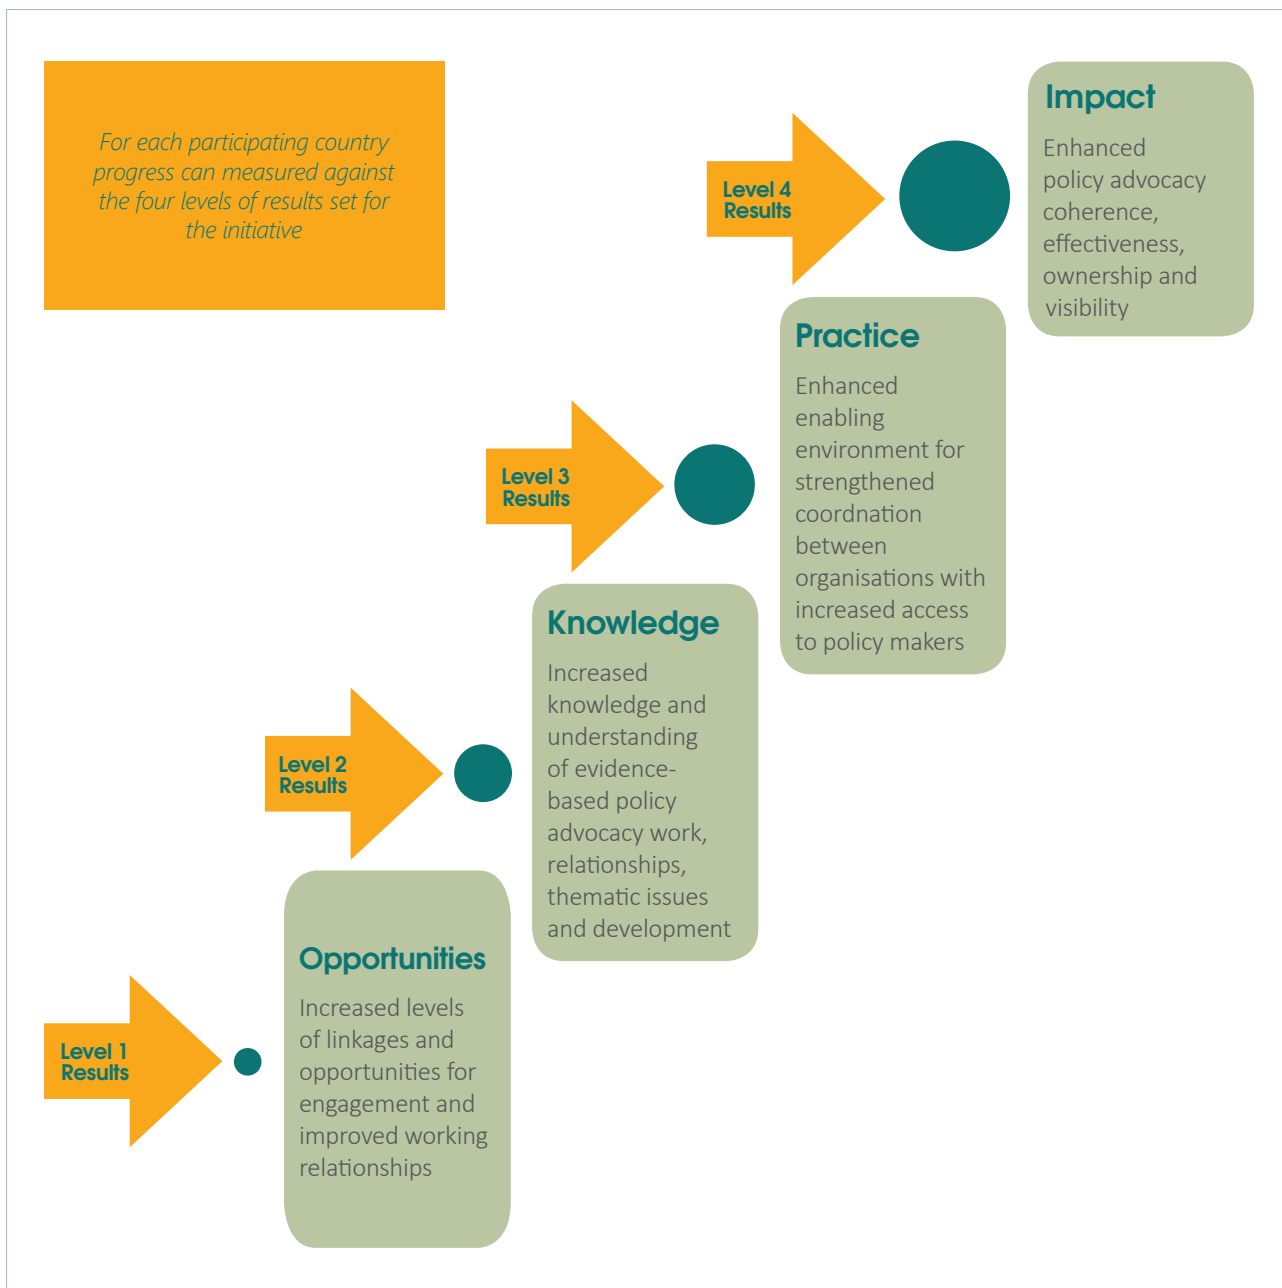 For each participating country
progress can measured against
the four levels of results set for
the initiative
Impact
Enhanced
policy advocacy
coherence,
effectiveness,
ownership and
visibility
Level 4
Results
Practice
Enhanced
enabling
environment for
strengthened
coordnation
between
organisations with
increased access
to policy makers
Level 3
Results
Knowledge
Increased
knowledge and
understanding
of evidence-
based policy
advocacy work,
relationships,
thematic issues
and development
Level 2
Results
Opportunities
Increased levels
of linkages and
opportunities for
engagement and
improved working
relationships
Level 1
Results